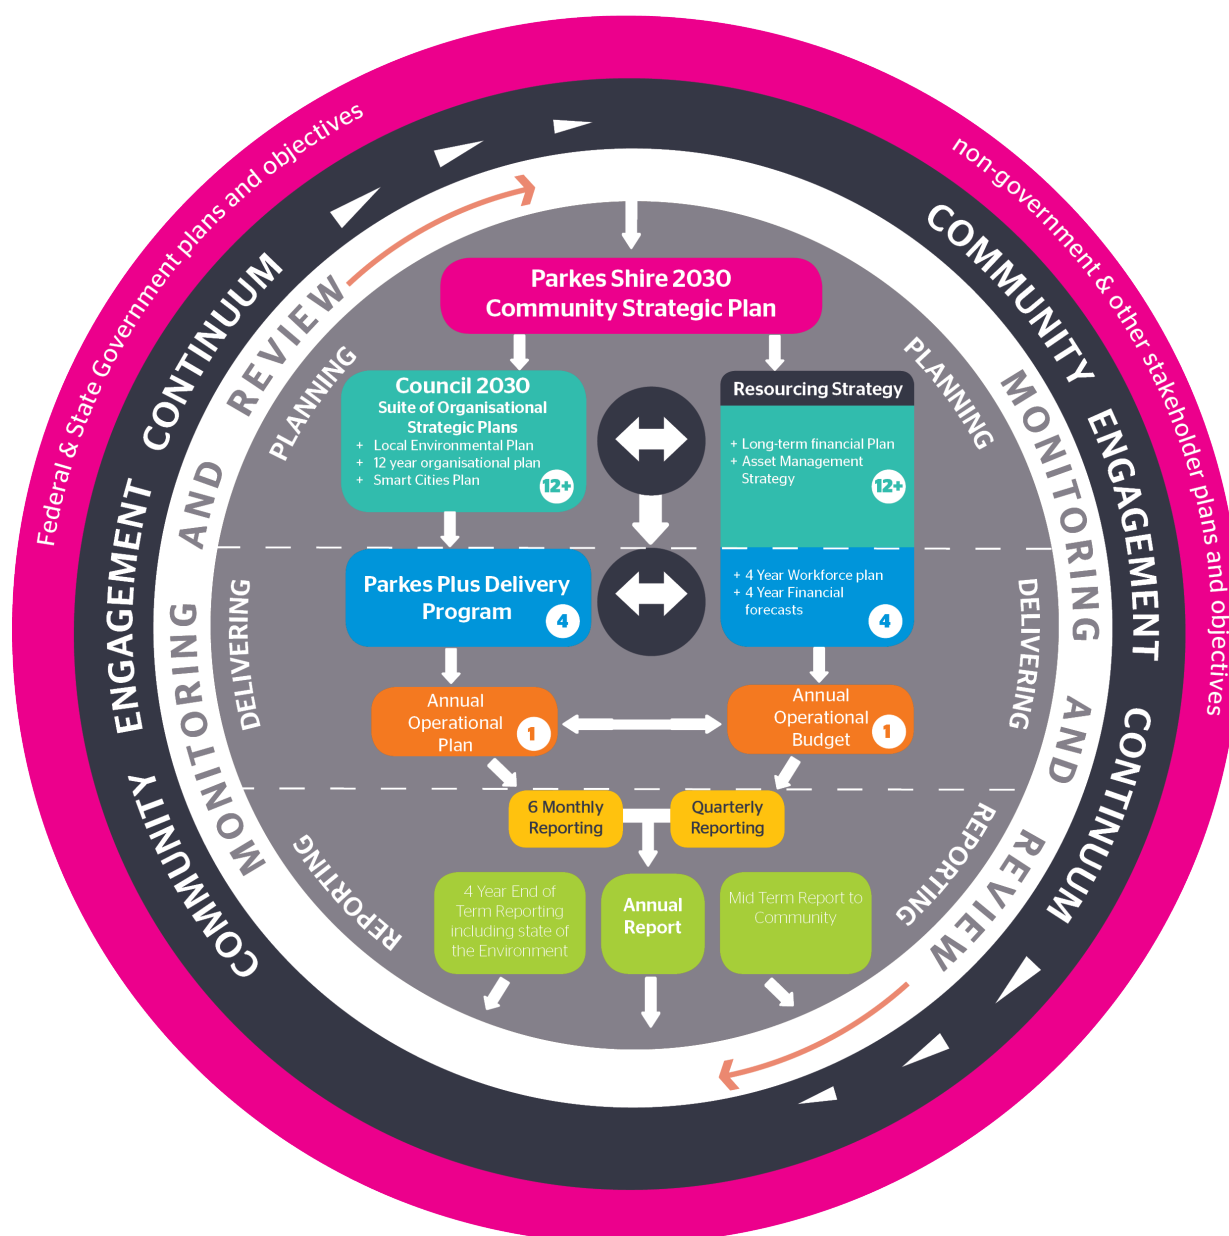 Federal & State Government plans and objectives
non-government & other stakeholder plans and objectives
COMMUNITY ENGAGEMENT CONTINUUM
COMMUNITY ENGAGEMENT CONTINUUM
MONITORING AND REVIEW
MONITORING AND REVIEW
PLANNING
PLANNING
Parkes Shire 2030
Community Strategic Plan
Council 2030
Suite of Organisational
Strategic Plans
+ Local Environmental Plan
+ 12 year organisational plan
+ Smart Cities Plan
12+
Resourcing Strategy
+ Long-term financial Plan
+ Asset Management
Strategy
12+
DELIVERING
DELIVERING
Parkes Plus Delivery
Program
4
+ 4 Year Workforce plan
+ 4 Year Financial
forecasts
4
Annual
Operational
Plan
1
Annual
Operational
Budget
1
REPORTING
REPORTING
6 Monthly
Reporting
Quarterly
Reporting
4 Year End of
Term Reporting
including state of
the Environment
Annual
Report
Mid Term Report to
Community